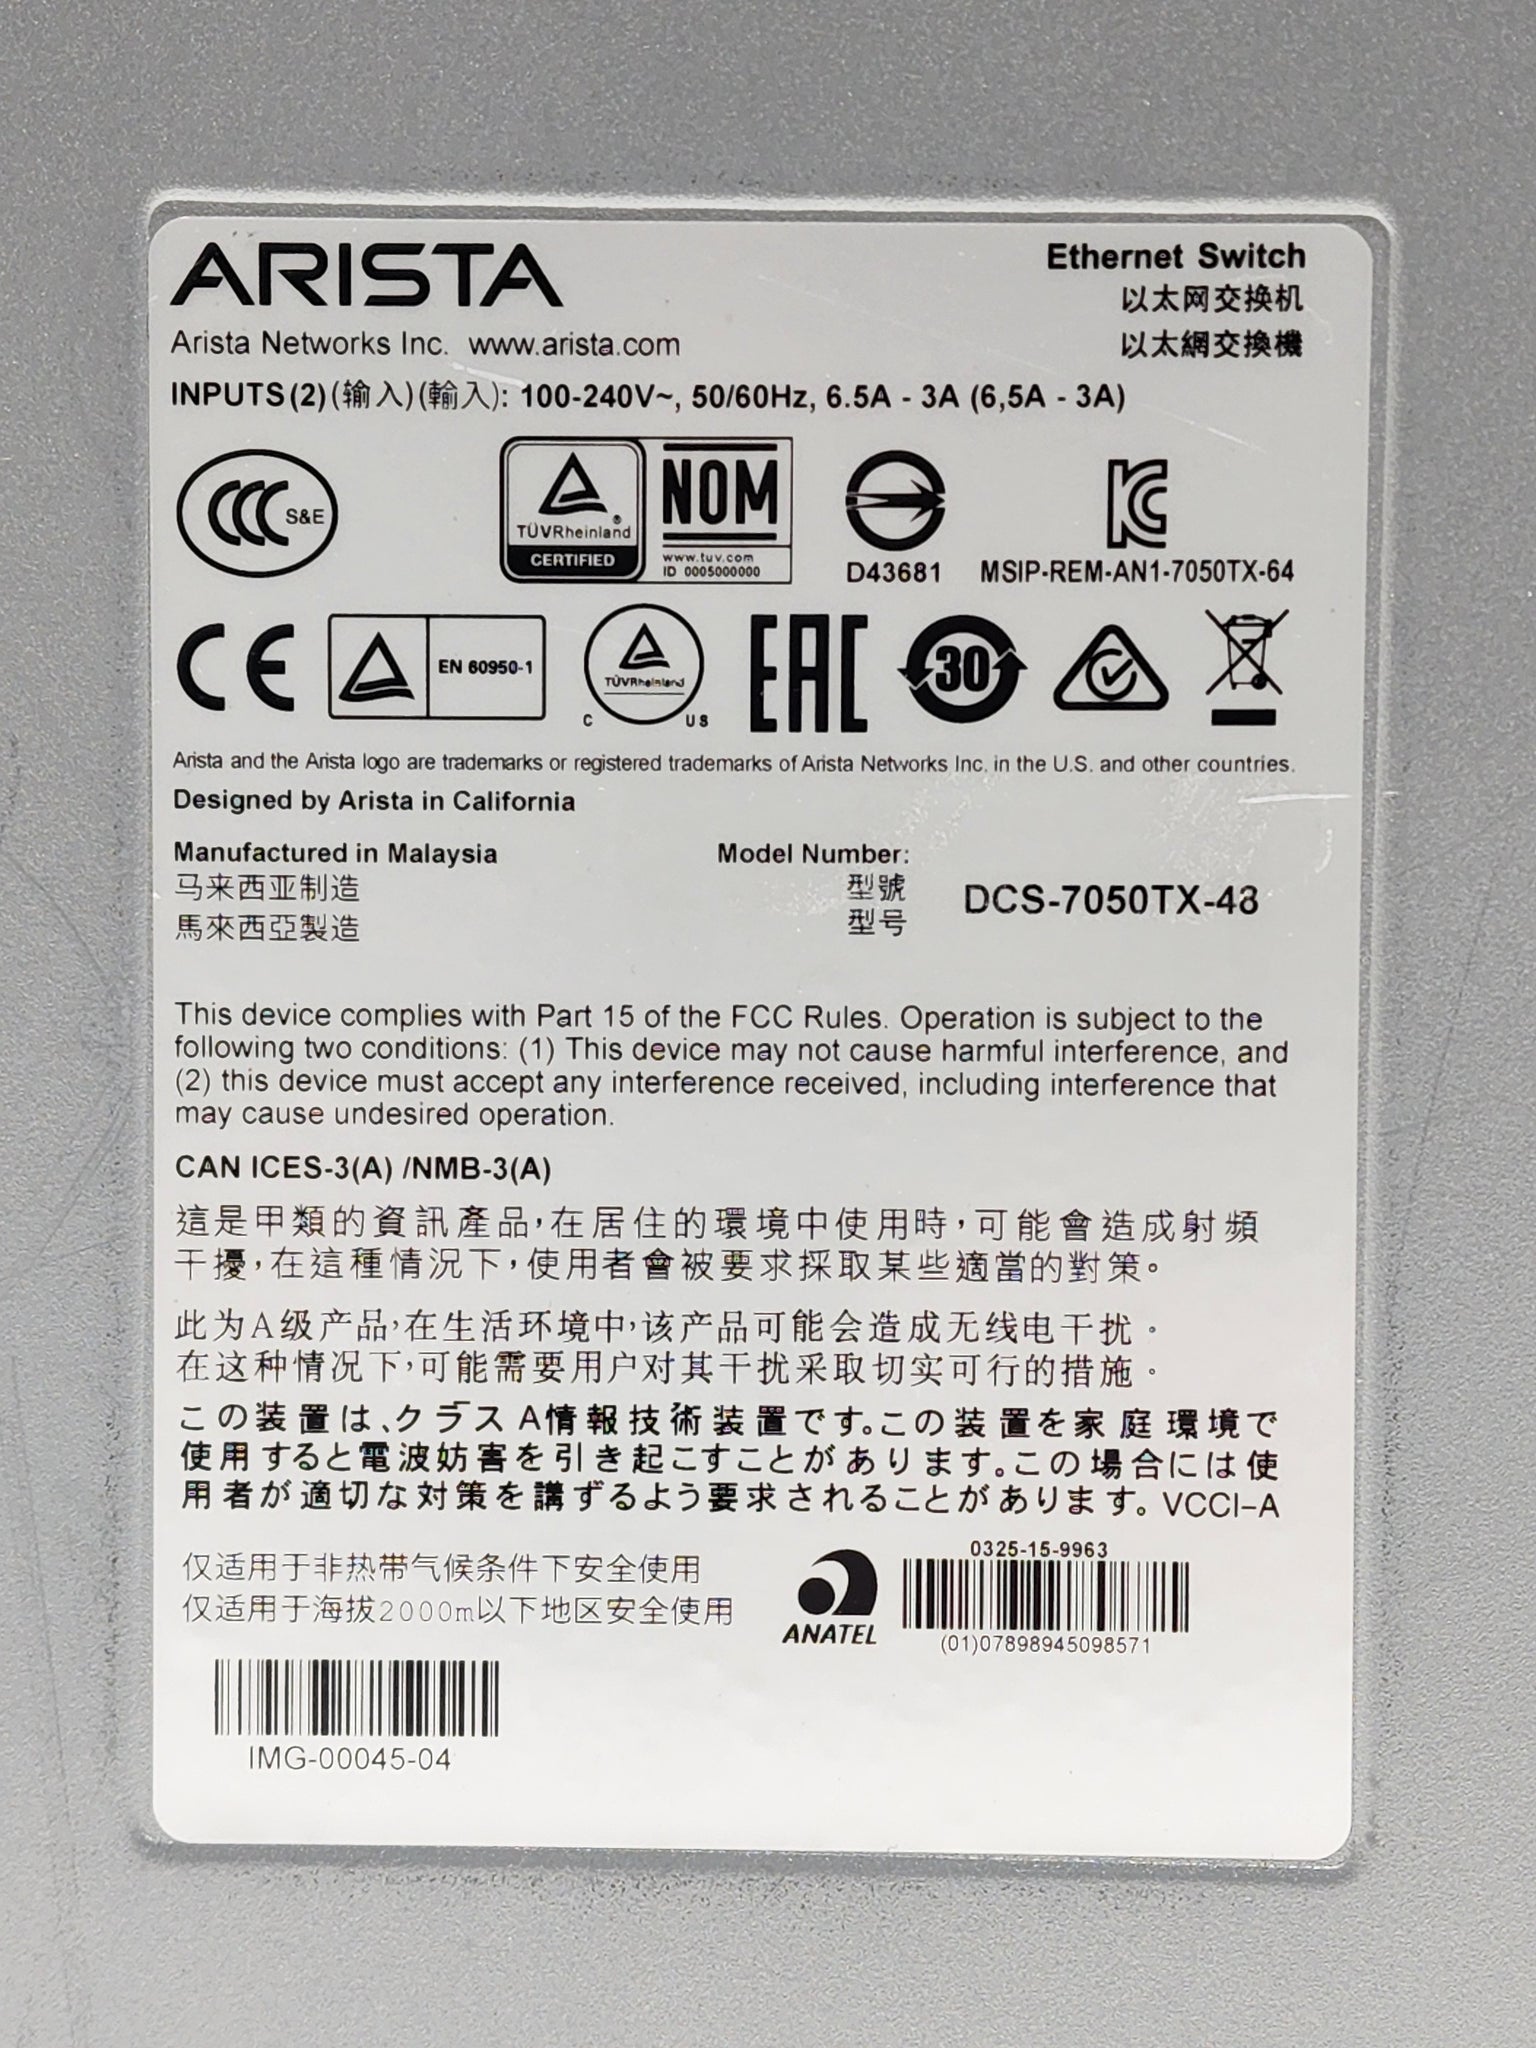 ARISTA
Ethernet Switch
以太网交换机
以太網交換機
Arista Networks Inc. www.arista.com
INPUTS(2)(输入)(輸入): 100-240V~, 50/60Hz, 6.5A - 3A (6,5A - 3A)
CCC S&E
TÜVRheinland®
CERTIFIED
NOM
www.tuv.com
ID 0005000000
D43681
MSIP-REM-AN1-7050TX-64
CE
EN 60950-1
TÜVRheinland
C US
EAC
30
Arista and the Arista logo are trademarks or registered trademarks of Arista Networks Inc. in the U.S. and other countries.
Designed by Arista in California
Manufactured in Malaysia
马来西亚制造
馬來西亞製造
Model Number:
型號
型号
DCS-7050TX-48
This device complies with Part 15 of the FCC Rules. Operation is subject to the
following two conditions: (1) This device may not cause harmful interference, and
(2) this device must accept any interference received, including interference that
may cause undesired operation.
CAN ICES-3(A) /NMB-3(A)
這是甲類的資訊產品,在居住的環境中使用時,可能會造成射頻
干擾,在這種情況下,使用者會被要求採取某些適當的對策。
此为A级产品,在生活环境中,该产品可能会造成无线电干扰。
在这种情况下,可能需要用户对其干扰采取切实可行的措施。
この装置は、クラスA情報技術装置です。この装置を家庭環境で
使用すると電波妨害を引き起こすことがあります。この場合には使
用者が適切な対策を講ずるよう要求されることがあります。VCCI-A
仅适用于非热带气候条件下安全使用
仅适用于海拔2000m以下地区安全使用
ANATEL
0325-15-9963
(01)07898945098571
IMG-00045-04